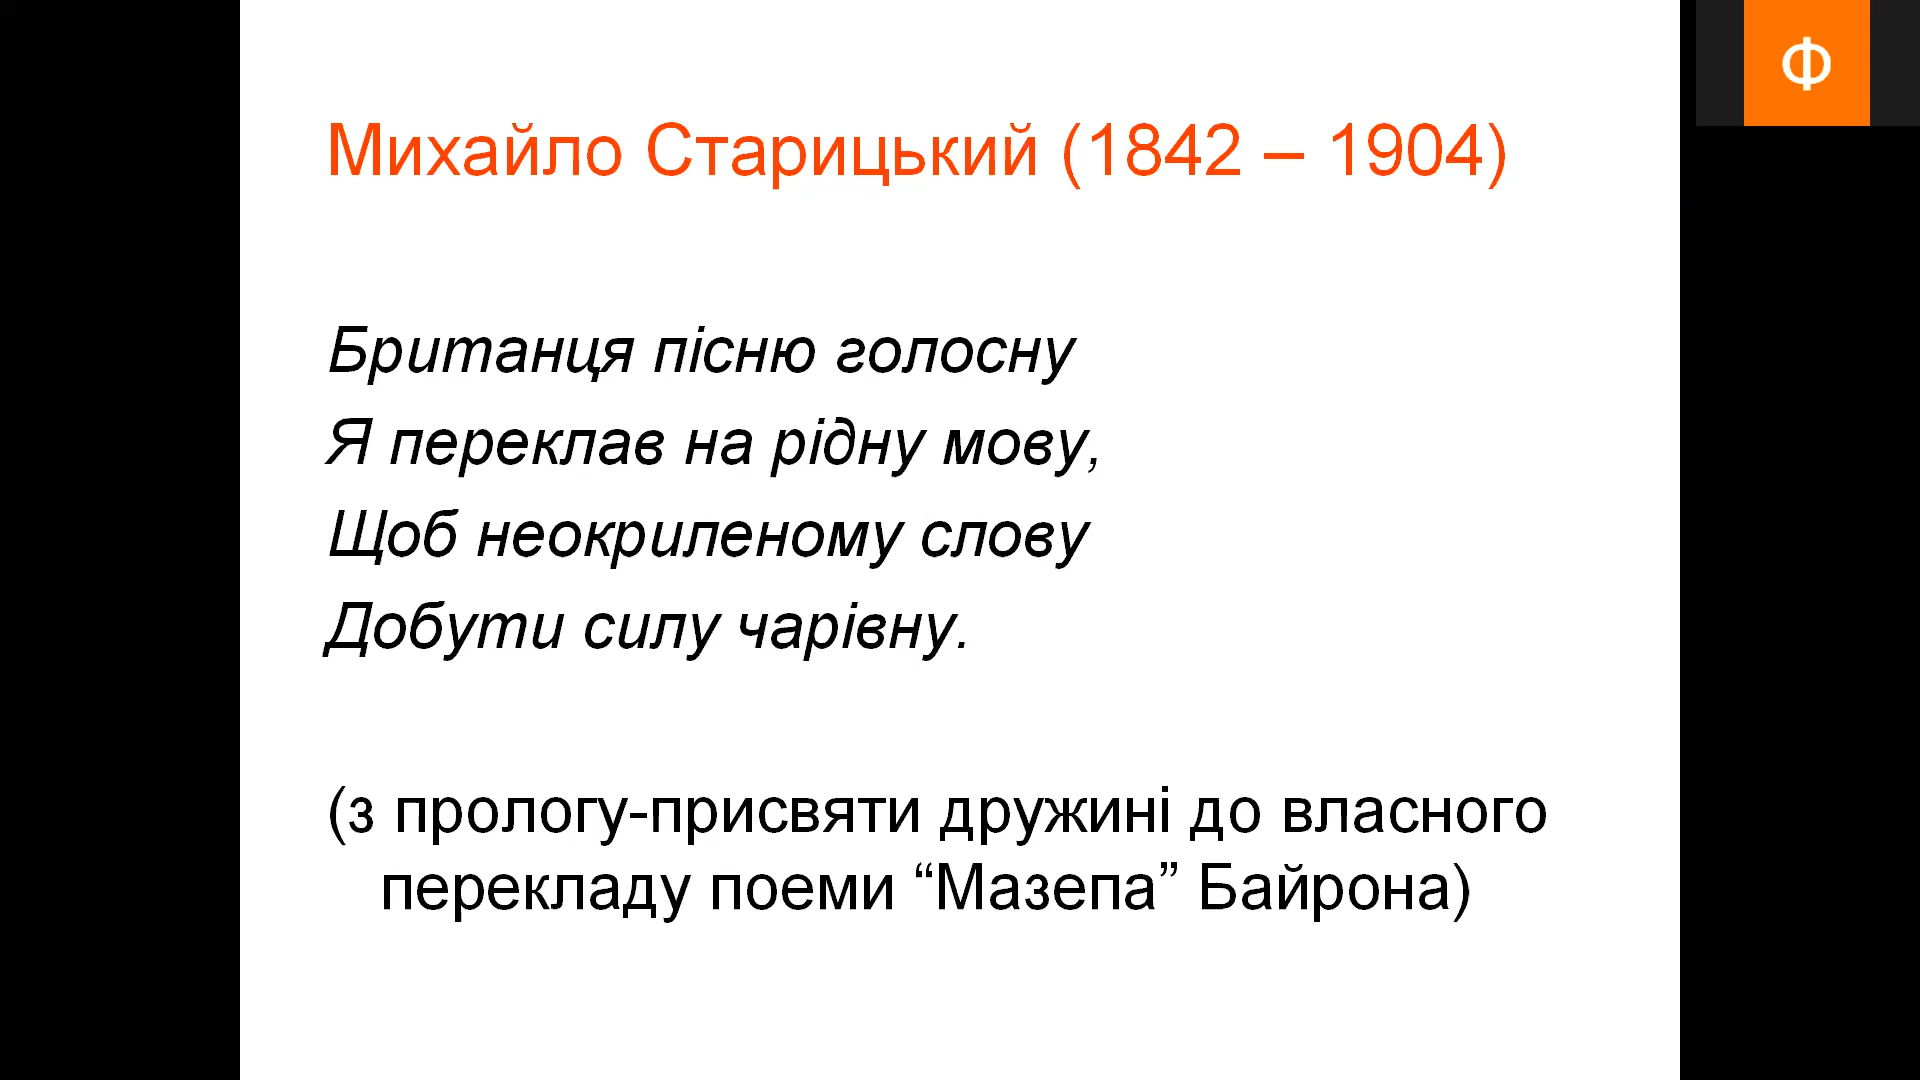 Ф
Михайло Старицький (1842 – 1904)
Британця пісню голосну
Я переклав на рідну мову,
Щоб неокриленому слову
Добути силу чарівну.
(з прологу-присвяти дружині до власного
перекладу поеми “Мазепа” Байрона)